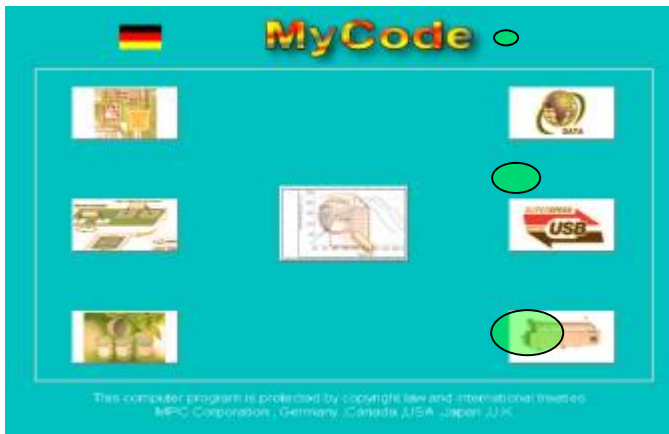 MyCode
DATA
USB
This computer program is protected by copyright law and international treaties
MPIC Corporation , Germany ,Canada ,USA ,Japan ,U.K